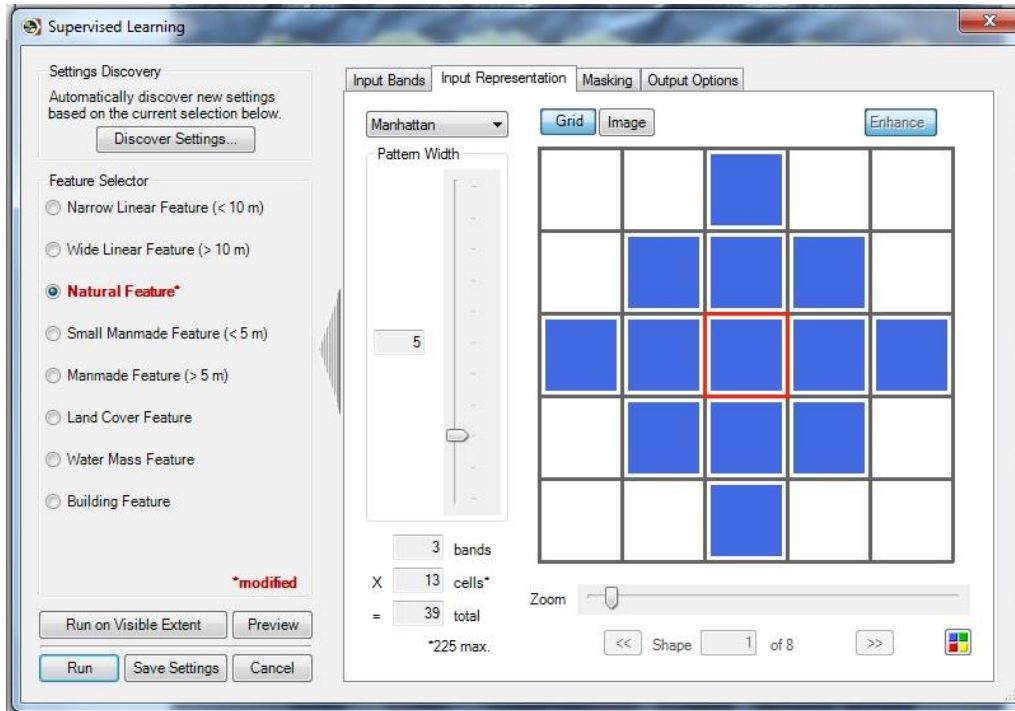 Supervised Learning
Settings Discovery
Automatically discover new settings
based on the current selection below.
Discover Settings...
Feature Selector
Narrow Linear Feature (< 10 m)
Wide Linear Feature (> 10 m)
Natural Feature*
Small Manmade Feature (< 5 m)
Manmade Feature (> 5 m)
Land Cover Feature
Water Mass Feature
Building Feature
*modified
Run on Visible Extent Preview
Run Save Settings Cancel
Input Bands Input Representation Masking Output Options
Manhattan Grid Image Enhance
Pattern Width
5
3 bands
X 13 cells*
= 39 total
*225 max.
Zoom
<< Shape 1 of 8 >>